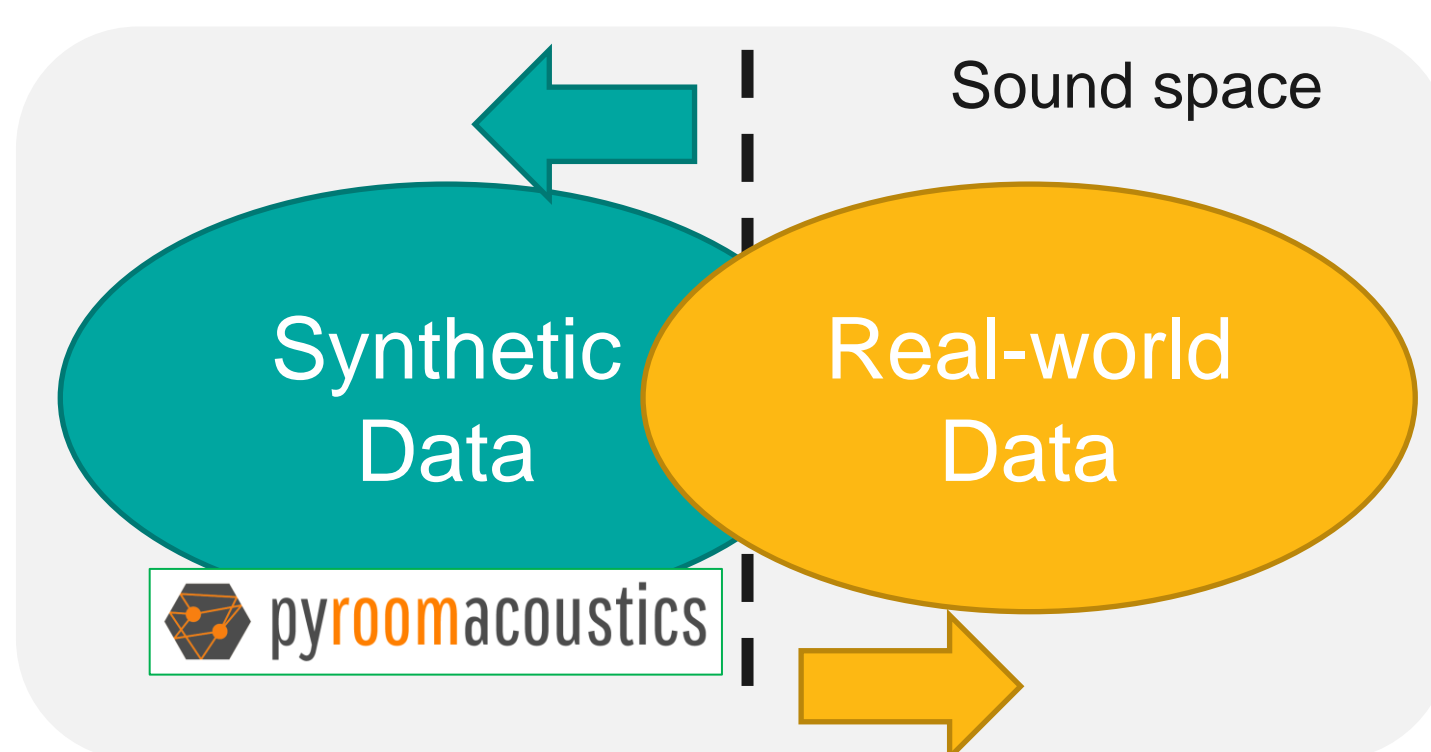 Sound space
Synthetic
Data
Real-world
Data
pyroomacoustics